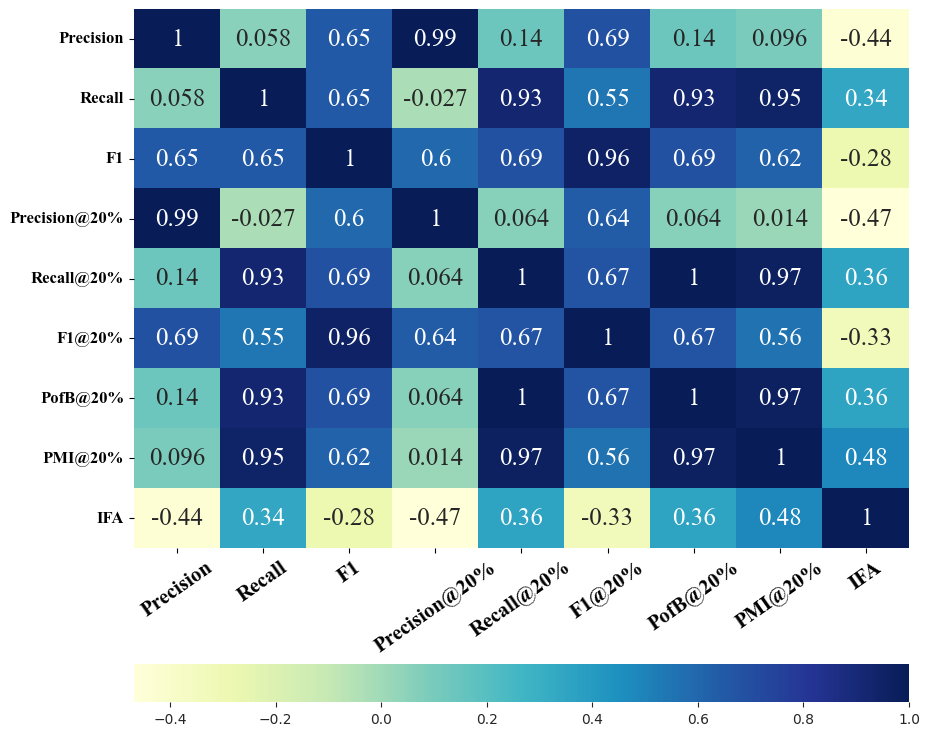 Precision 1 0.058 0.65 0.99 0.14 0.69 0.14 0.096 -0.44
Recall 0.058 1 0.65 -0.027 0.93 0.55 0.93 0.95 0.34
F1 0.65 0.65 1 0.6 0.69 0.96 0.69 0.62 -0.28
Precision@20% 0.99 -0.027 0.6 1 0.064 0.64 0.064 0.014 -0.47
Recall@20% 0.14 0.93 0.69 0.064 1 0.67 1 0.97 0.36
F1@20% 0.69 0.55 0.96 0.64 0.67 1 0.67 0.56 -0.33
PofB@20% 0.14 0.93 0.69 0.064 1 0.67 1 0.97 0.36
PMI@20% 0.096 0.95 0.62 0.014 0.97 0.56 0.97 1 0.48
IFA -0.44 0.34 -0.28 -0.47 0.36 -0.33 0.36 0.48 1
Precision Recall F1 Precision@20% Recall@20% F1@20% PofB@20% PMI@20% IFA
−0.4 −0.2 0.0 0.2 0.4 0.6 0.8 1.0